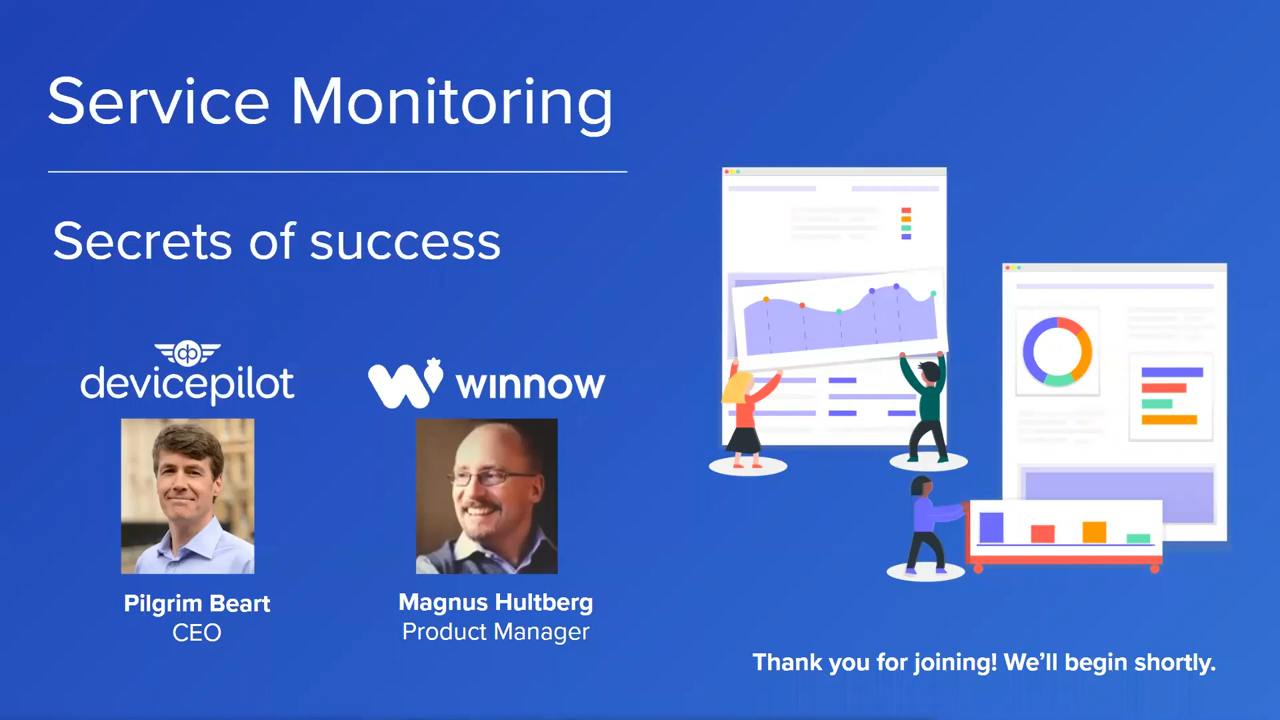 Service Monitoring
Secrets of success
devicepilot
winnow
Pilgrim Beart
CEO
Magnus Hultberg
Product Manager
Thank you for joining! We’ll begin shortly.